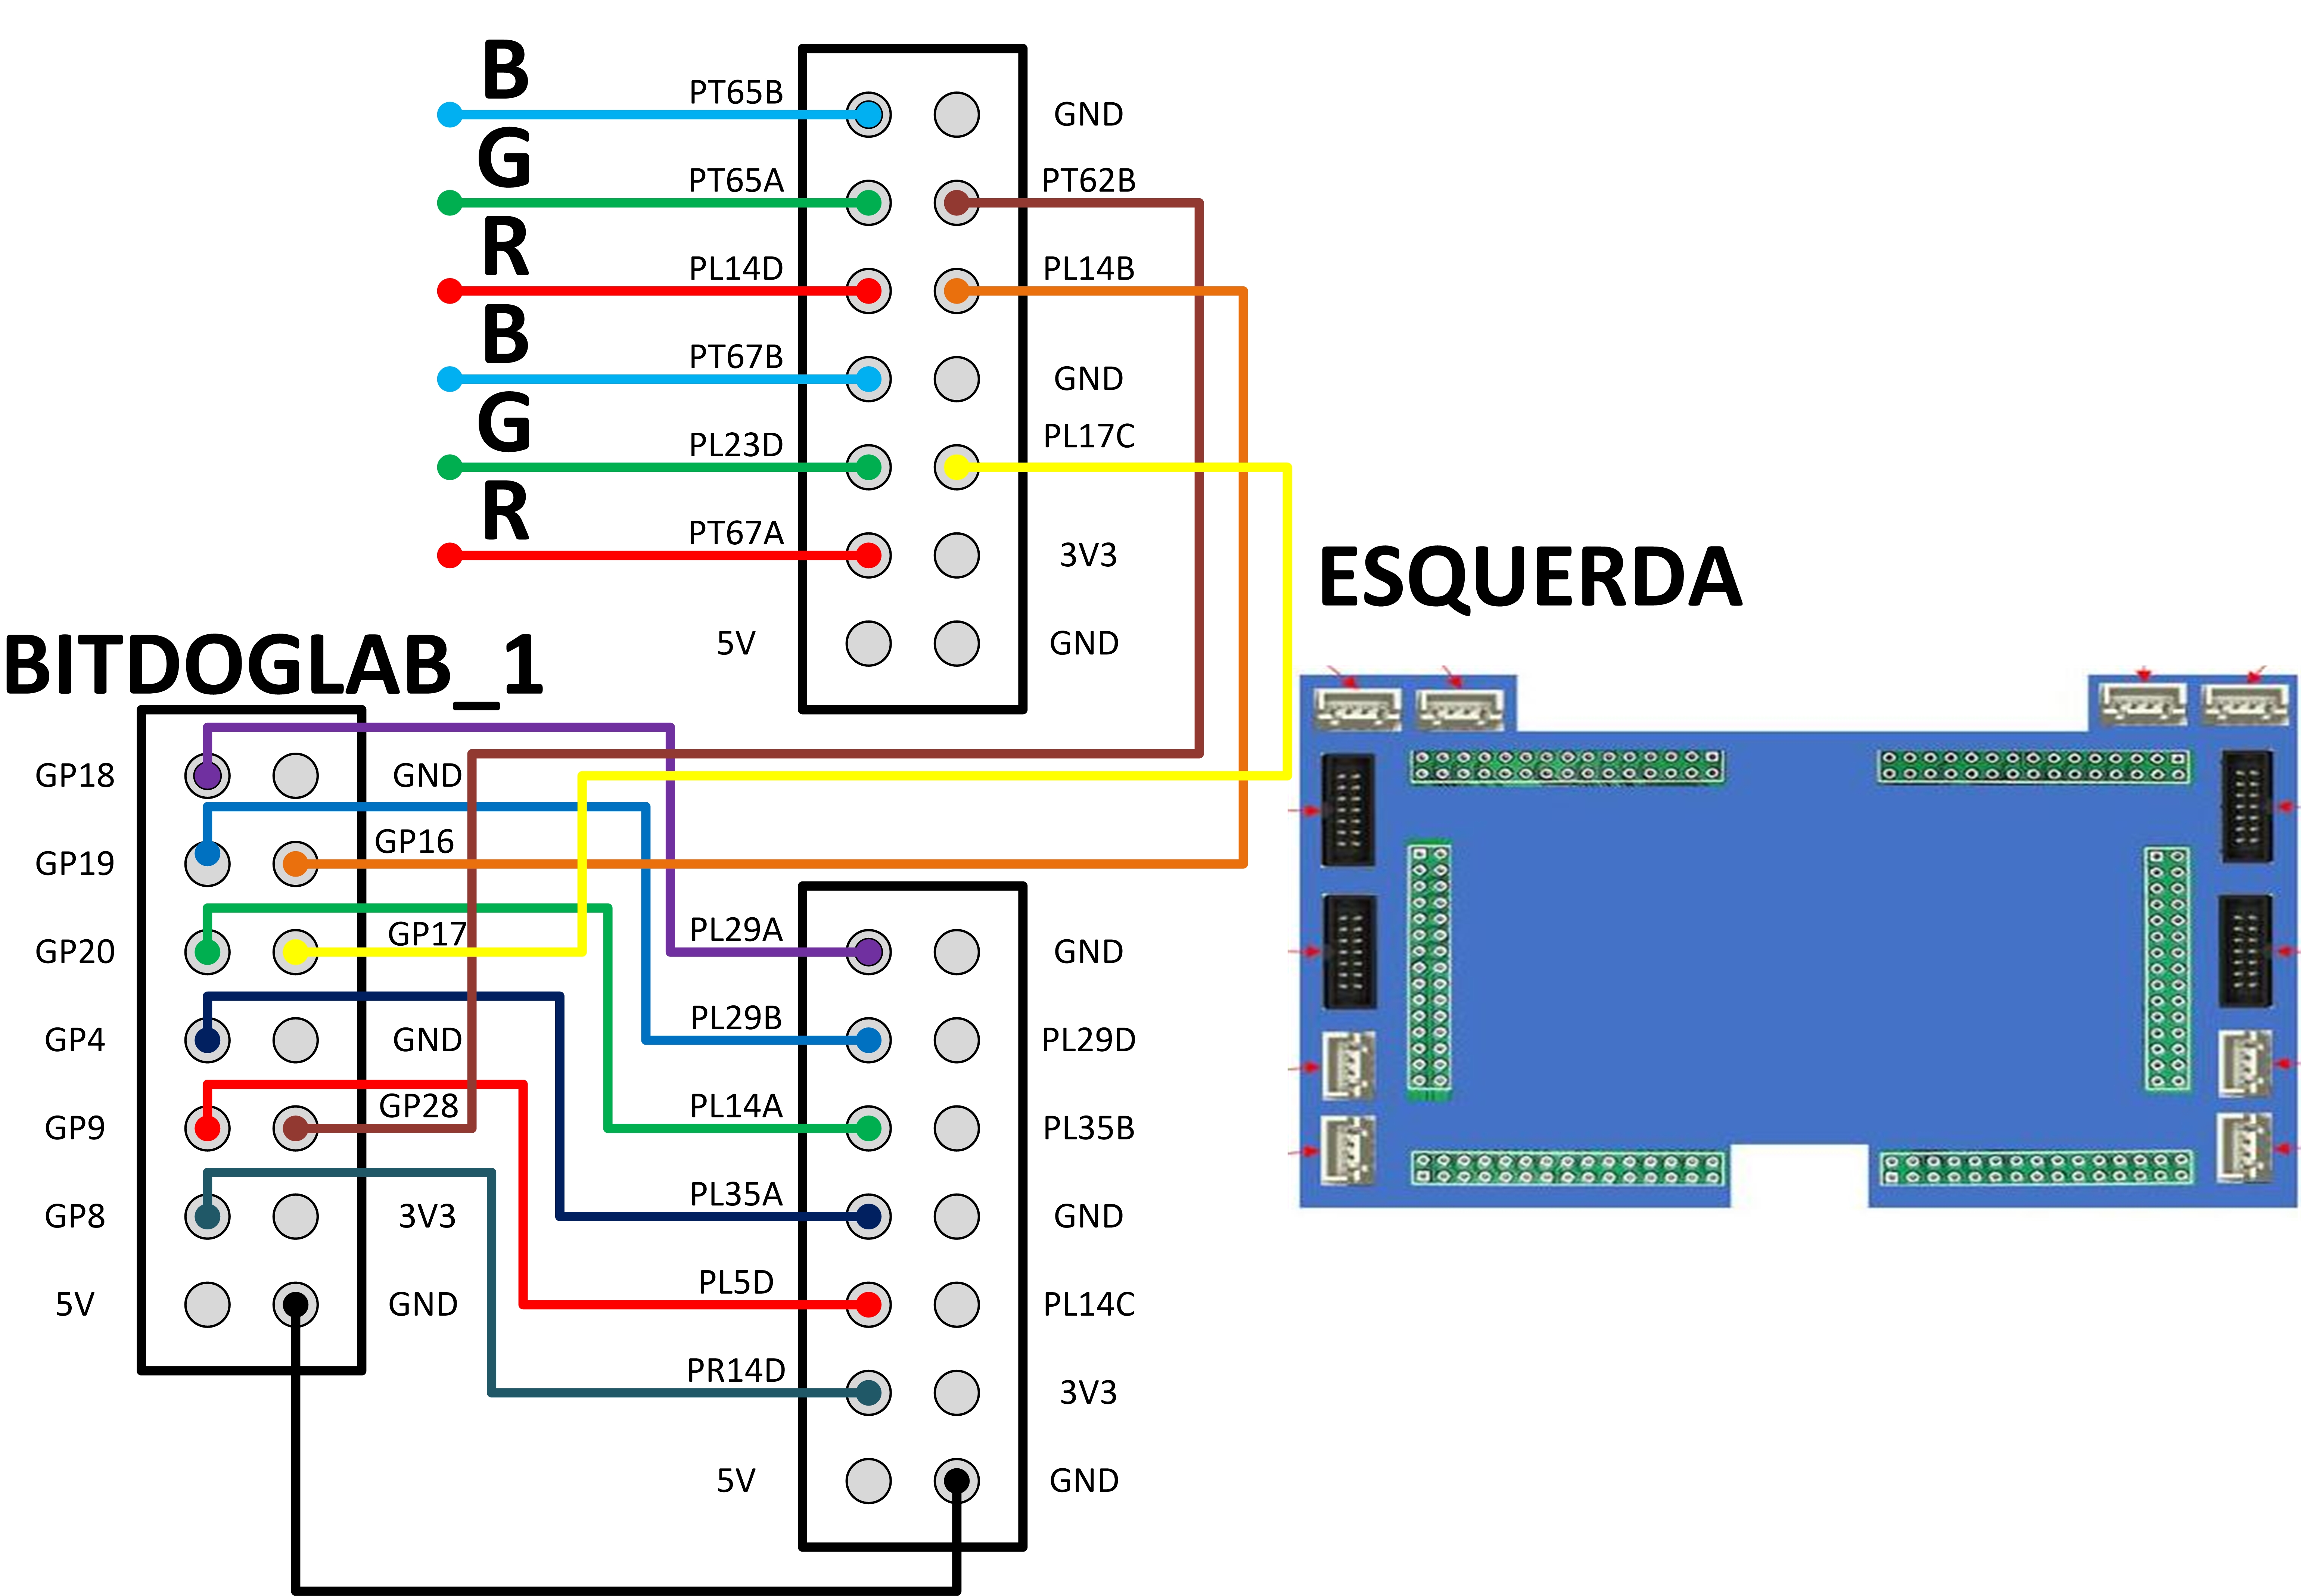 B
PT65B
GND
G
PT65A
PT62B
R
PL14D
PL14B
B
PT67B
GND
G
PL23D
PL17C
R
PT67A
3V3
5V
GND
ESQUERDA
BITDOGLAB_1
GP18
GND
GP19
GP16
GP20
GP17
GP4
GND
GP9
GP28
GP8
3V3
5V
GND
PL29A
GND
PL29B
PL29D
PL14A
PL35B
PL35A
GND
PL5D
PL14C
PR14D
3V3
5V
GND